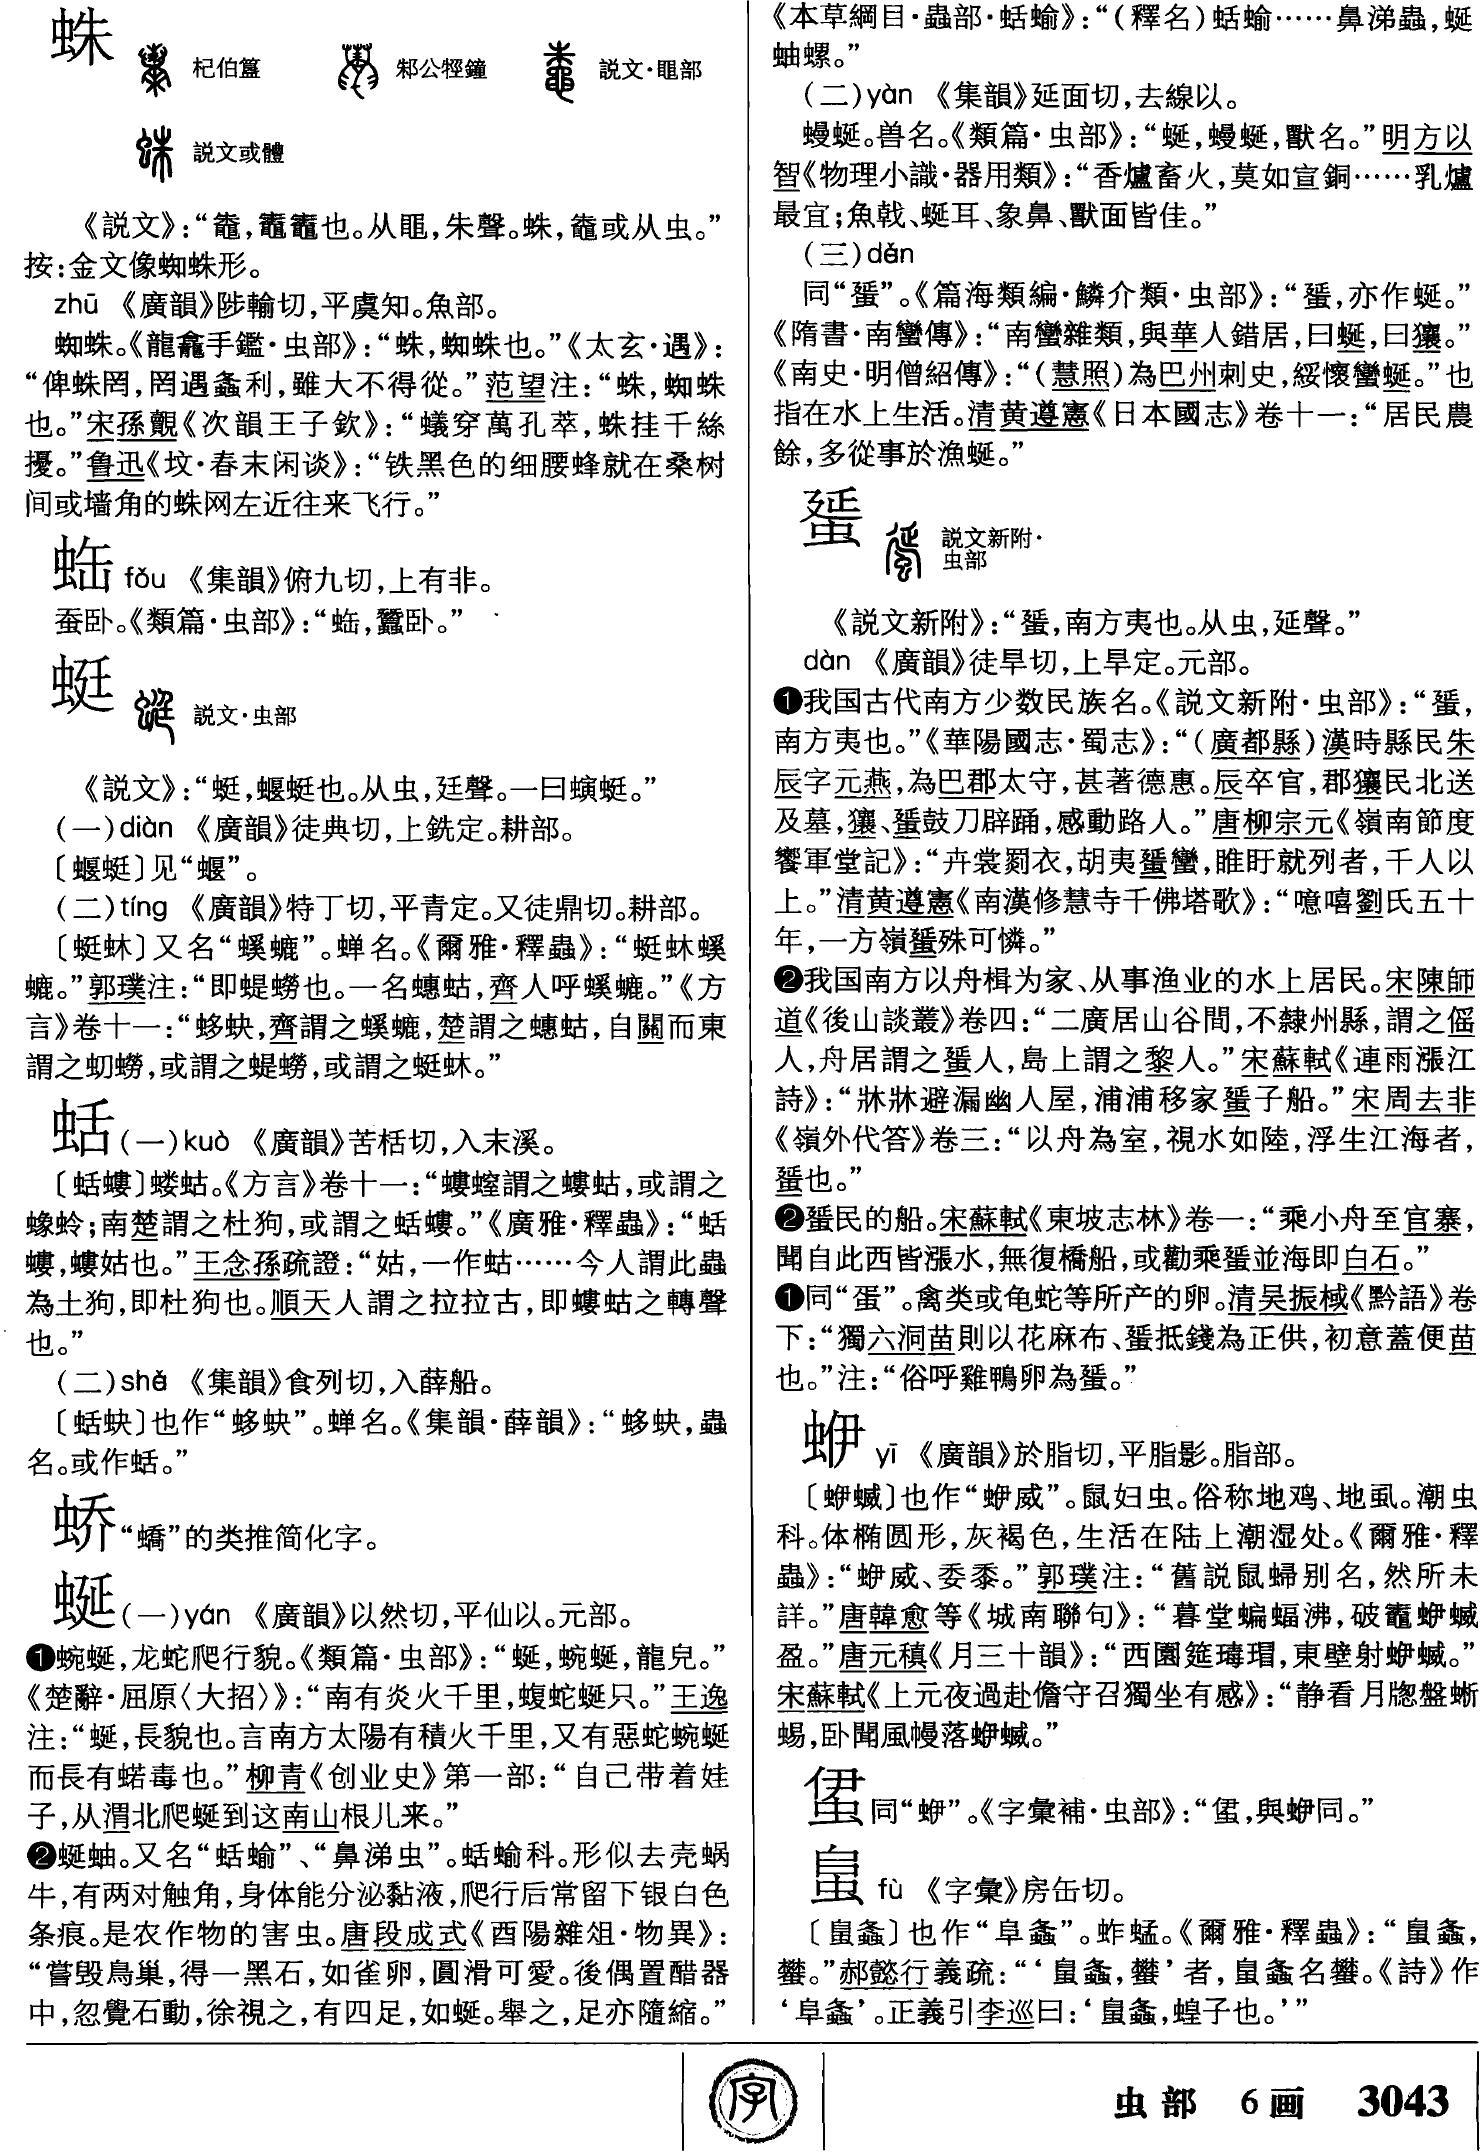 蛛
杞伯簋
邾公牼鐘
説文·黽部
説文或體
《説文》：“鼄，鼅鼄也。从黽，朱聲。蛛，鼄或从虫。”
按：金文像蜘蛛形。
zhū 《廣韻》陟輸切，平虞知。魚部。
蜘蛛。《龍龕手鑑·虫部》：“蛛，蜘蛛也。”《太玄·遇》：
“俾蛛罔，罔遇螽利，雖大不得從。”范望注：“蛛，蜘蛛
也。”宋孫覿《次韻王子欽》：“蟻穿萬孔萃，蛛挂千絲
擾。”鲁迅《坟·春末闲谈》：“铁黑色的细腰蜂就在桑树
间或墙角的蛛网左近往来飞行。”
䖣 fǒu 《集韻》俯九切，上有非。
蚕卧。《類篇·虫部》：“䖣，蠶卧。”
蜓
説文·虫部
《説文》：“蜓，蝘蜓也。从虫，廷聲。一曰螾蜓。”
（一）diàn 《廣韻》徒典切，上銑定。耕部。
〔蝘蜓〕见“蝘”。
（二）tíng 《廣韻》特丁切，平青定。又徒鼎切。耕部。
〔蜓蚞〕又名“螇螰”。蝉名。《爾雅·釋蟲》：“蜓蚞螇
螰。”郭璞注：“即蝭蟧也。一名蟪蛄，齊人呼螇螰。”《方
言》卷十一：“蛥蚗，齊謂之螇螰，楚謂之蟪蛄，自關而東
謂之虭蟧，或謂之蝭蟧，或謂之蜓蚞。”
蛞（一）kuò 《廣韻》苦栝切，入末溪。
〔蛞螻〕蝼蛄。《方言》卷十一：“螻螲謂之螻蛄，或謂之
蟓蛉；南楚謂之杜狗，或謂之蛞螻。”《廣雅·釋蟲》：“蛞
螻，螻姑也。”王念孫疏證：“姑，一作蛄……今人謂此蟲
為土狗，即杜狗也。順天人謂之拉拉古，即螻蛄之轉聲
也。”
（二）shé 《集韻》食列切，入薛船。
〔蛞蚗〕也作“蛥蚗”。蝉名。《集韻·薛韻》：“蛥蚗，蟲
名。或作蛞。”
蛴“蟜”的类推简化字。
蜒（一）yán 《廣韻》以然切，平仙以。元部。
❶蜿蜒，龙蛇爬行貌。《類篇·虫部》：“蜒，蜿蜒，龍皃。”
《楚辭·屈原〈大招〉》：“南有炎火千里，蝮蛇蜒只。”王逸
注：“蜒，長貌也。言南方太陽有積火千里，又有惡蛇蜿蜒
而長有蠚毒也。”柳青《创业史》第一部：“自己带着娃
子，从渭北爬蜒到这南山根儿来。”
❷蜒蚰。又名“蛞蝓”、“鼻涕虫”。蛞蝓科。形似去壳蜗
牛，有两对触角，身体能分泌黏液，爬行后常留下银白色
条痕。是农作物的害虫。唐段成式《酉陽雜俎·物異》：
“嘗毀鳥巢，得一黑石，如雀卵，圓滑可愛。後偶置醋器
中，忽覺石動，徐視之，有四足，如蜒。舉之，足亦隨縮。”
《本草綱目·蟲部·蛞蝓》：“（釋名）蛞蝓……鼻涕蟲，蜒
蚰螺。”
（二）yàn 《集韻》延面切，去線以。
蟃蜒。兽名。《類篇·虫部》：“蜒，蟃蜒，獸名。”明方以
智《物理小識·器用類》：“香爐畜火，莫如宣銅……乳爐
最宜；魚戟、蜒耳、象鼻、獸面皆佳。”
（三）dàn
同“蜑”。《篇海類編·鱗介類·虫部》：“蜑，亦作蜒。”
《隋書·南蠻傳》：“南蠻雜類，與華人錯居，曰蜒，曰獽。”
《南史·明僧紹傳》：“（慧照）為巴州刺史，綏懷蠻蜒。”也
指在水上生活。清黄遵憲《日本國志》卷十一：“居民農
餘，多從事於漁蜒。”
蜑
説文新附·
虫部
《説文新附》：“蜑，南方夷也。从虫，延聲。”
dàn 《廣韻》徒旱切，上旱定。元部。
❶我国古代南方少数民族名。《説文新附·虫部》：“蜑，
南方夷也。”《華陽國志·蜀志》：“（廣都縣）漢時縣民朱
辰字元燕，為巴郡太守，甚著德惠。辰卒官，郡獽民北送
及墓，獽、蜑鼓刀辟踊，感動路人。”唐柳宗元《嶺南節度
饗軍堂記》：“卉裳罽衣，胡夷蜑蠻，睢盱就列者，千人以
上。”清黄遵憲《南漢修慧寺千佛塔歌》：“噫嘻劉氏五十
年，一方嶺蜑殊可憐。”
❷我国南方以舟楫为家、从事渔业的水上居民。宋陳師
道《後山談叢》卷四：“二廣居山谷間，不隸州縣，謂之傜
人，舟居謂之蜑人，島上謂之黎人。”宋蘇軾《連雨漲江
詩》：“牀牀避漏幽人屋，浦浦移家蜑子船。”宋周去非
《嶺外代答》卷三：“以舟為室，視水如陸，浮生江海者，
蜑也。”
❷蜑民的船。宋蘇軾《東坡志林》卷一：“乘小舟至官寨，
聞自此西皆漲水，無復橋船，或勸乘蜑並海即白石。”
❶同“蛋”。禽类或龟蛇等所产的卵。清吴振棫《黔語》卷
下：“獨六洞苗則以花麻布、蜑抵錢為正供，初意蓋便苗
也。”注：“俗呼雞鴨卵為蜑。”
蛜 yī 《廣韻》於脂切，平脂影。脂部。
〔蛜蝛〕也作“蛜威”。鼠妇虫。俗称地鸡、地虱。潮虫
科。体椭圆形，灰褐色，生活在陆上潮湿处。《爾雅·釋
蟲》：“蛜威、委黍。”郭璞注：“舊説鼠婦别名，然所未
詳。”唐韓愈等《城南聯句》：“暮堂蝙蝠沸，破竈蛜蝛
盈。”唐元稹《月三十韻》：“西園筵瑇瑁，東壁射蛜蝛。”
宋蘇軾《上元夜過赴儋守召獨坐有感》：“静看月牕盤蜥
蜴，卧聞風幔落蛜蝛。”
𧊤同“蛜”。《字彙補·虫部》：“𧊤，與蛜同。”
蛗 fù 《字彙》房缶切。
〔蛗螽〕也作“阜螽”。蚱蜢。《爾雅·釋蟲》：“蛗螽，
蠜。”郝懿行義疏：“‘蛗螽，蠜’者，蛗螽名蠜。《詩》作
‘阜螽’。正義引李巡曰：‘蛗螽，蝗子也。’”
字
虫部 6画 3043